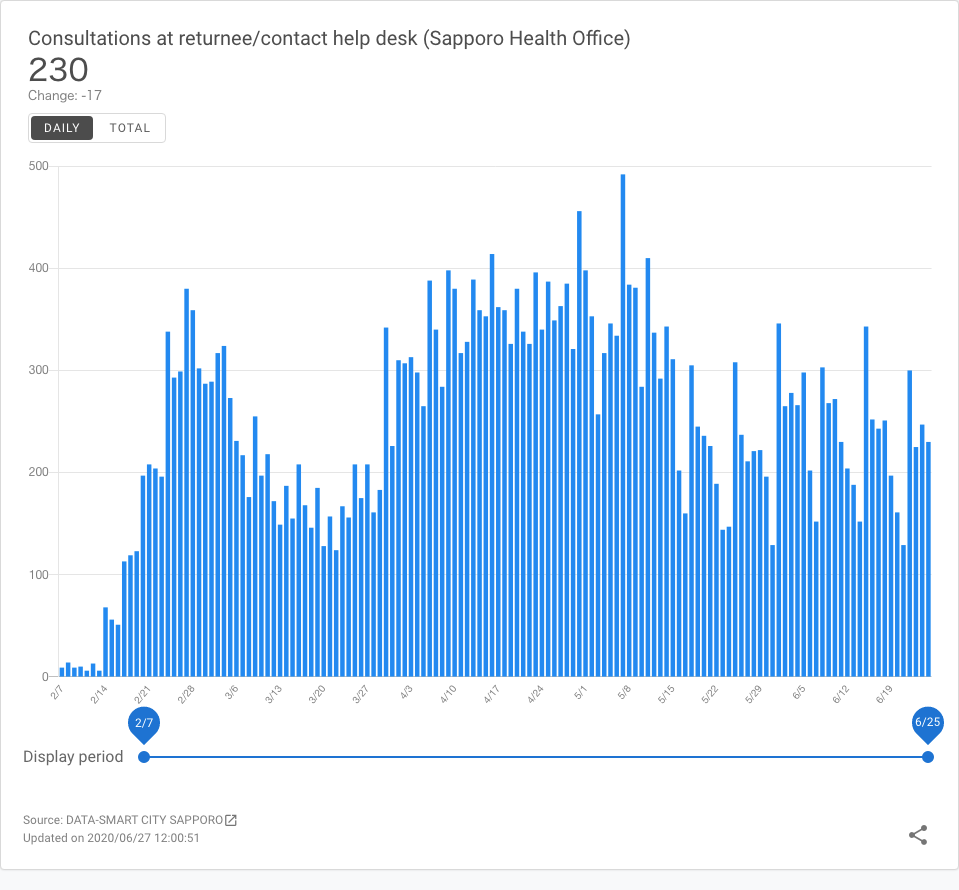 Consultations at returnee/contact help desk (Sapporo Health Office)
230
Change: -17
DAILY TOTAL
500
400
300
200
100
0
2/7 2/14 2/21 2/28 3/6 3/13 3/20 3/27 4/3 4/10 4/17 4/24 5/1 5/8 5/15 5/22 5/29 6/5 6/12 6/19
2/7 6/25
Display period
Source: DATA-SMART CITY SAPPORO
Updated on 2020/06/27 12:00:51